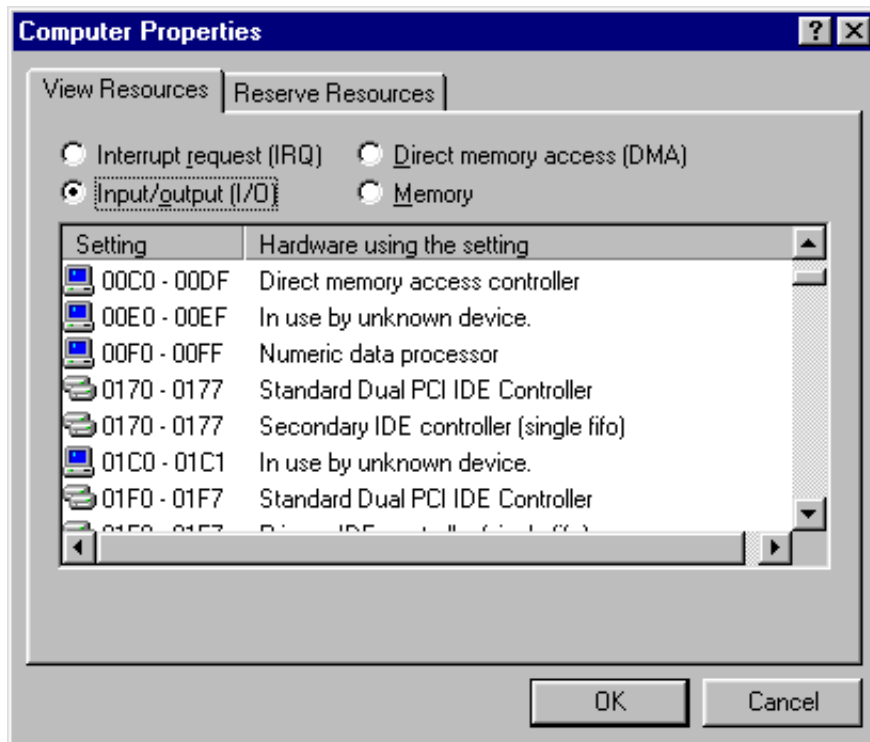 Computer Properties
View Resources Reserve Resources
Interrupt request (IRQ) Direct memory access (DMA)
Input/output (I/O) Memory
Setting Hardware using the setting
00C0 - 00DF Direct memory access controller
00E0 - 00EF In use by unknown device.
00F0 - 00FF Numeric data processor
0170 - 0177 Standard Dual PCI IDE Controller
0170 - 0177 Secondary IDE controller (single fifo)
01C0 - 01C1 In use by unknown device.
01F0 - 01F7 Standard Dual PCI IDE Controller
OK Cancel